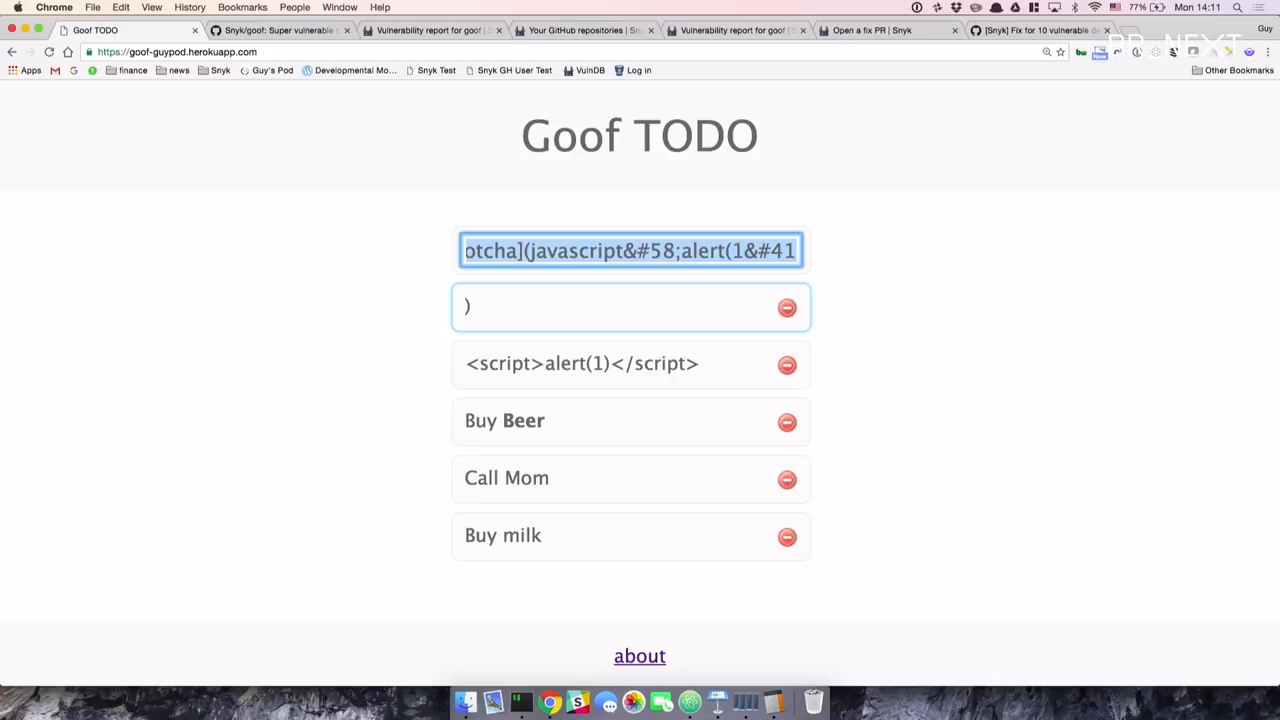 Chrome File Edit View History Bookmarks People Window Help 77% Mon 14:11
Goof TODO Snyk/goof: Super vulnerable Vulnerability report for goof | S Your GitHub repositories | Sn Vulnerability report for goof | S Open a fix PR | Snyk [Snyk] Fix for 10 vulnerable de Guy
https://goof-guypod.herokuapp.com
New
Apps finance news Snyk Guy's Pod Developmental Mo... Snyk Test Snyk GH User Test VulnDB Log in Other Bookmarks
Goof TODO
otcha](javascript&#58;alert(1&#41
)
<script>alert(1)</script>
Buy Beer
Call Mom
Buy milk
about